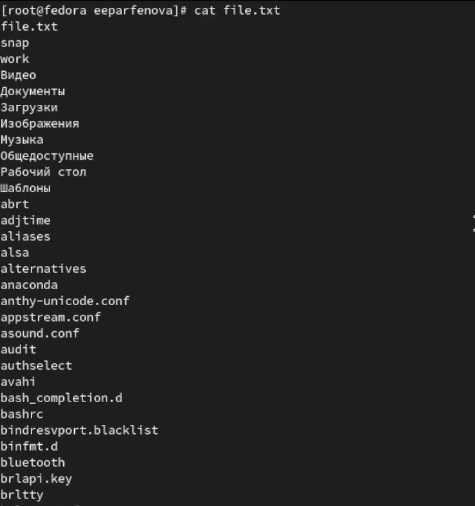 [root@fedora eeparfenova]# cat file.txt
file.txt
snap
work
Видео
Документы
Загрузки
Изображения
Музыка
Общедоступные
Рабочий стол
Шаблоны
abrt
adjtime
aliases
alsa
alternatives
anaconda
anthy-unicode.conf
appstream.conf
asound.conf
audit
authselect
avahi
bash_completion.d
bashrc
bindresvport.blacklist
binfmt.d
bluetooth
brlapi.key
brltty